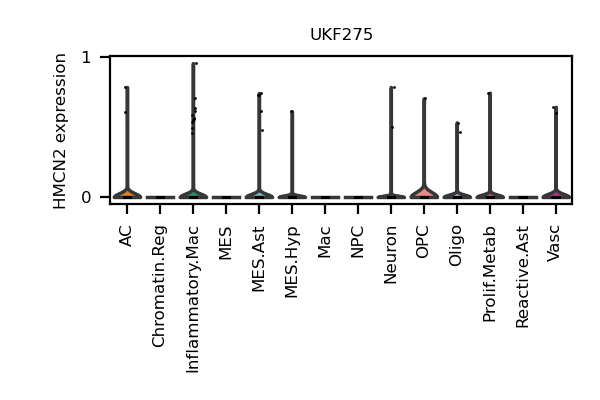 UKF275
HMCN2 expression
1
0
AC
Chromatin.Reg
Inflammatory.Mac
MES
MES.Ast
MES.Hyp
Mac
NPC
Neuron
OPC
Oligo
Prolif.Metab
Reactive.Ast
Vasc